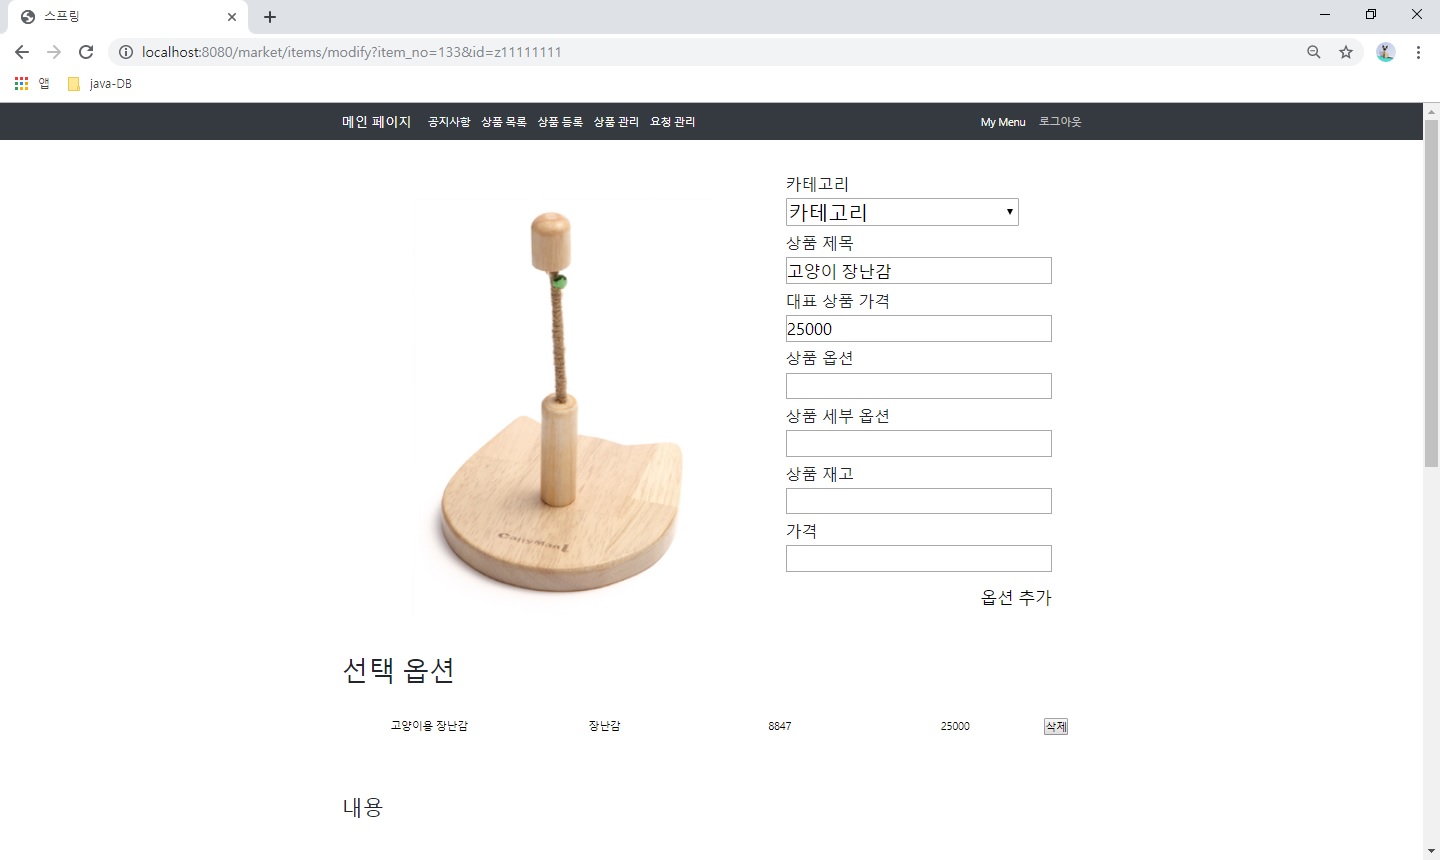 스프링
localhost:8080/market/items/modify?item_no=133&id=z11111111
앱 java-DB
메인 페이지 공지사항 상품 목록 상품 등록 상품 관리 요청 관리 My Menu 로그아웃
카테고리
카테고리
상품 제목
고양이 장난감
대표 상품 가격
25000
상품 옵션
상품 세부 옵션
상품 재고
가격
옵션 추가
CattyMan
선택 옵션
고양이용 장난감 장난감 8847 25000 삭제
내용